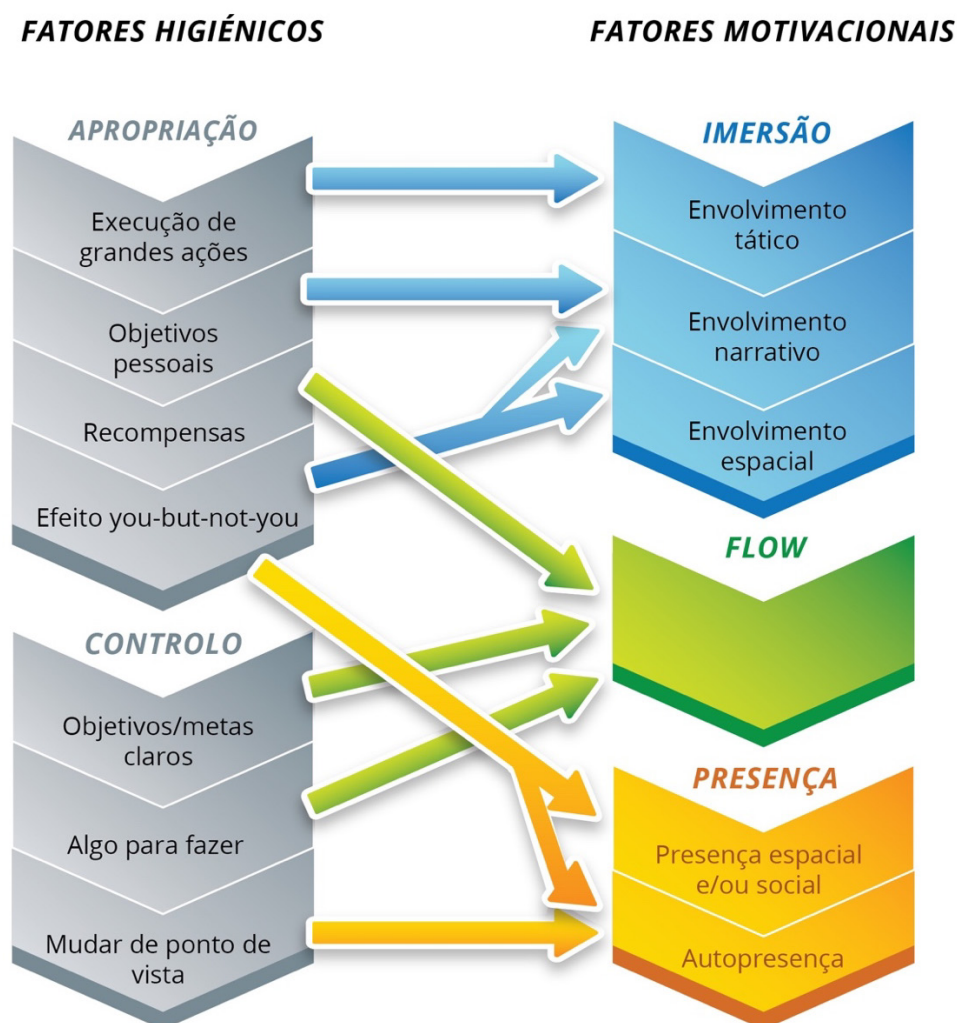 FATORES HIGIÉNICOS
FATORES MOTIVACIONAIS
APROPRIAÇÃO
Execução de
grandes ações
Objetivos
pessoais
Recompensas
Efeito you-but-not-you
CONTROLO
Objetivos/metas
claros
Algo para fazer
Mudar de ponto de
vista
IMERSÃO
Envolvimento
tático
Envolvimento
narrativo
Envolvimento
espacial
FLOW
PRESENÇA
Presença espacial
e/ou social
Autopresença